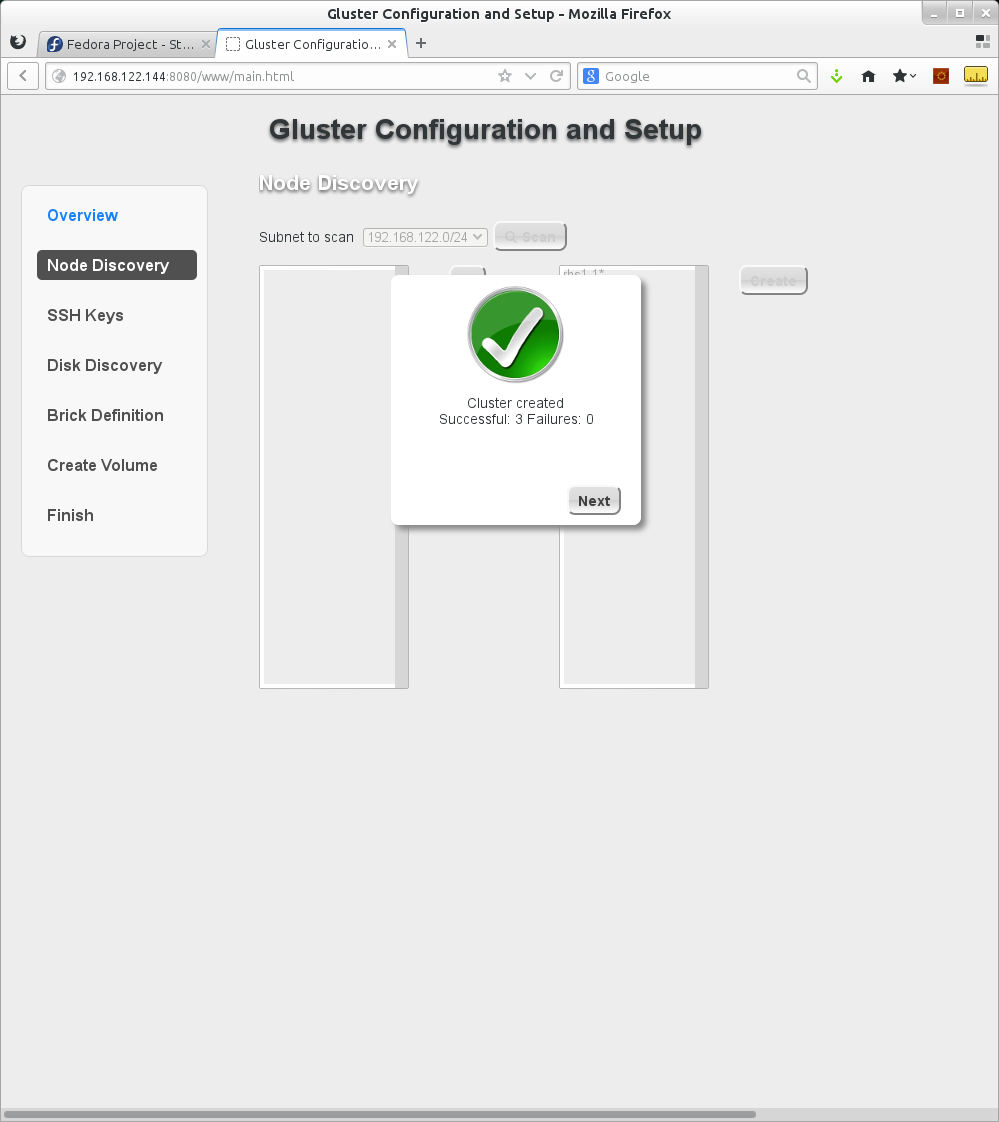 Gluster Configuration and Setup - Mozilla Firefox
Fedora Project - St...
Gluster Configuratio...
192.168.122.144:8080/www/main.html
Google
Gluster Configuration and Setup
Node Discovery
Subnet to scan 192.168.122.0/24 Scan
Overview
Node Discovery
SSH Keys
Disk Discovery
Brick Definition
Create Volume
Finish
rhs1-1*
Create
Cluster created
Successful: 3 Failures: 0
Next